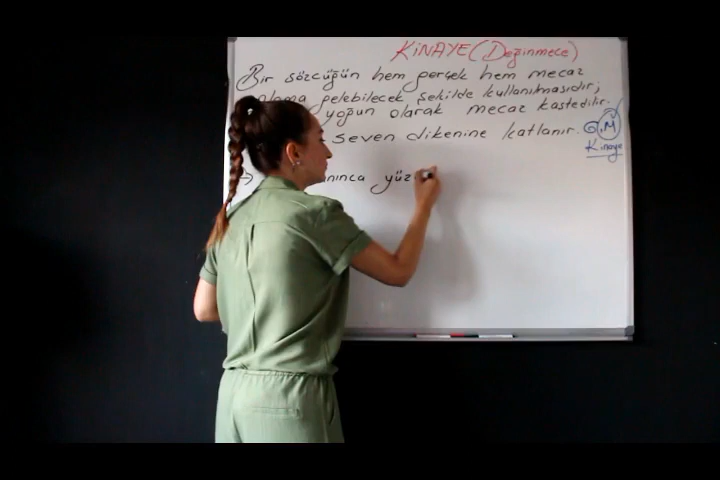 KİNAYE (Değinmece)
Bir sözcüğün hem gerçek hem mecaz
anlama gelebilecek şekilde kullanılmasıdır;
yoğun olarak mecaz kastedilir.
seven dikenine katlanır. G.M
Kinaye